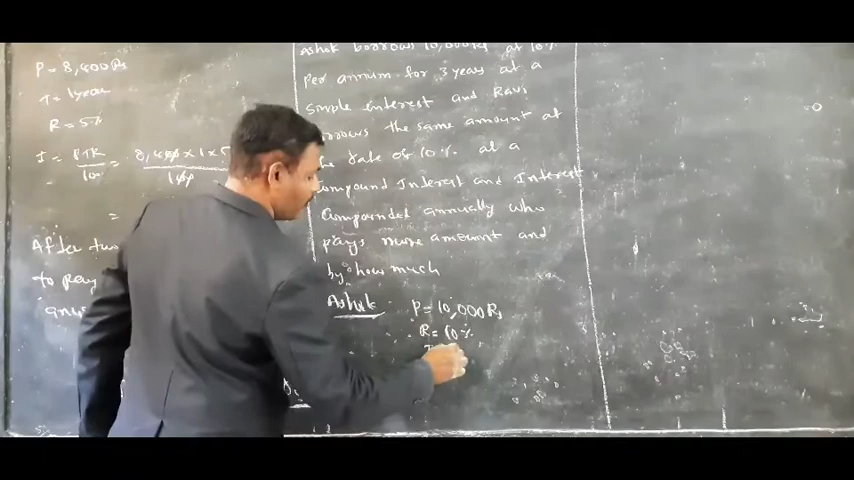 P = 8,400 Rs
T = 1 year
R = 5%
I = PTR/100 = 8,400 x 1 x 5/100
=
After two
to pay
Ashok borrows 10,000 Rs at 10%
Per annum for 3 years at a
Simple interest and Ravi
borrows the same amount at
the rate of 10% at a
Compound Interest and Interest
Compounded annually who
pays more amount and
by how much
Ashok P = 10,000 Rs
R = 10%